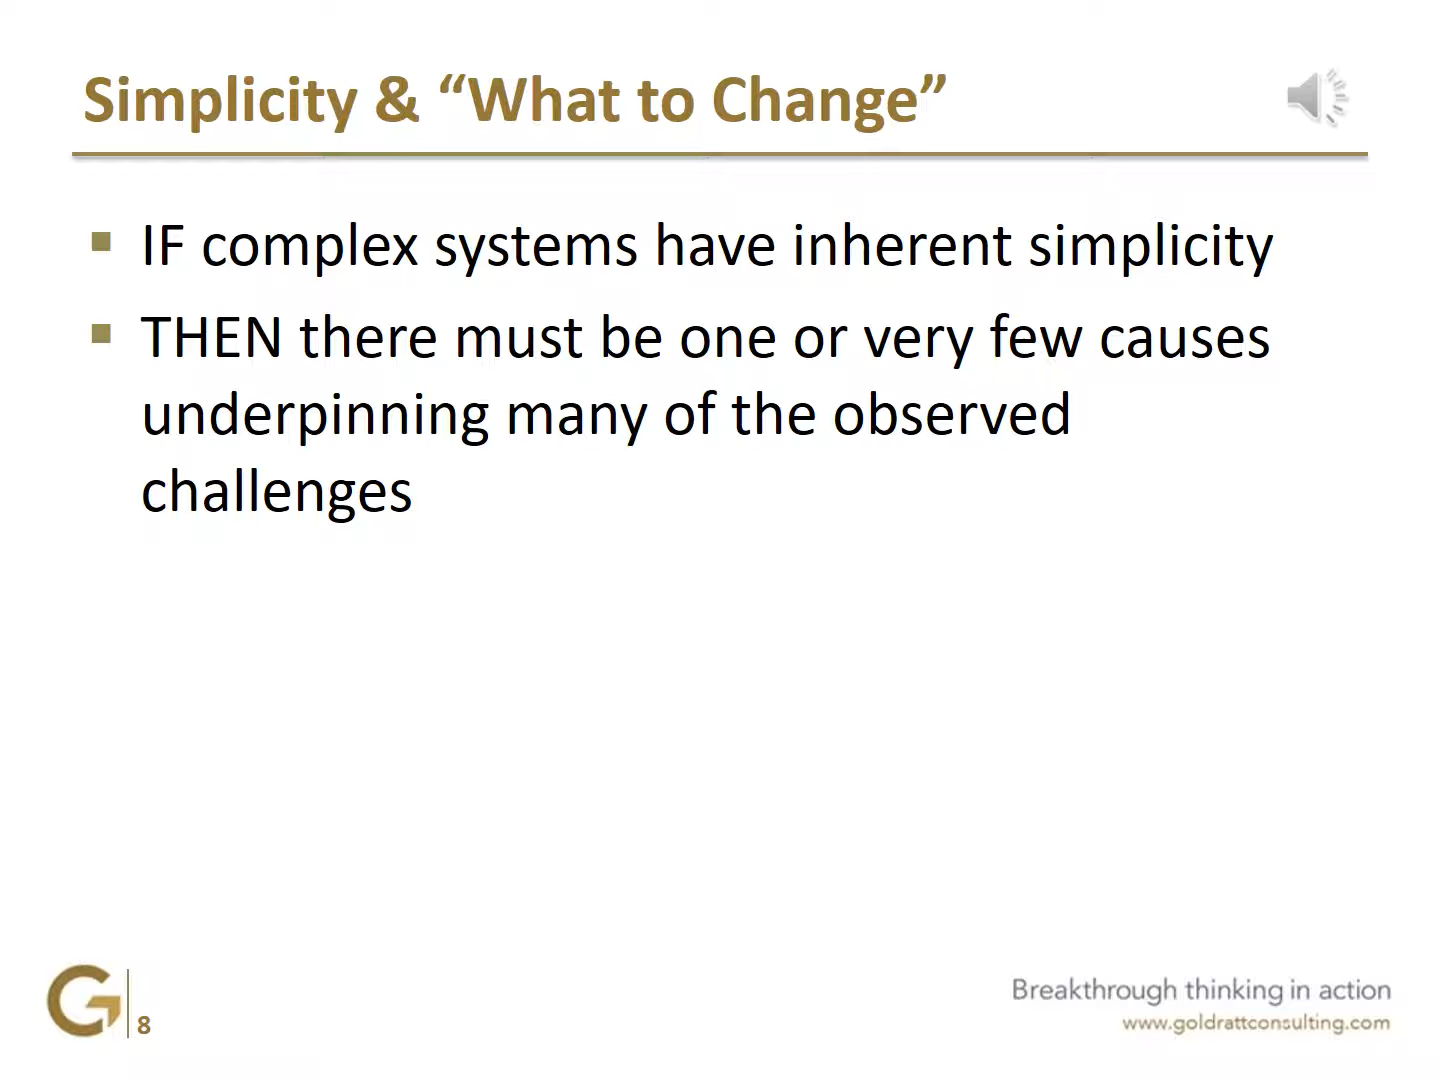 Simplicity & “What to Change”
IF complex systems have inherent simplicity
THEN there must be one or very few causes
underpinning many of the observed
challenges
8
Breakthrough thinking in action
www.goldrattconsulting.com